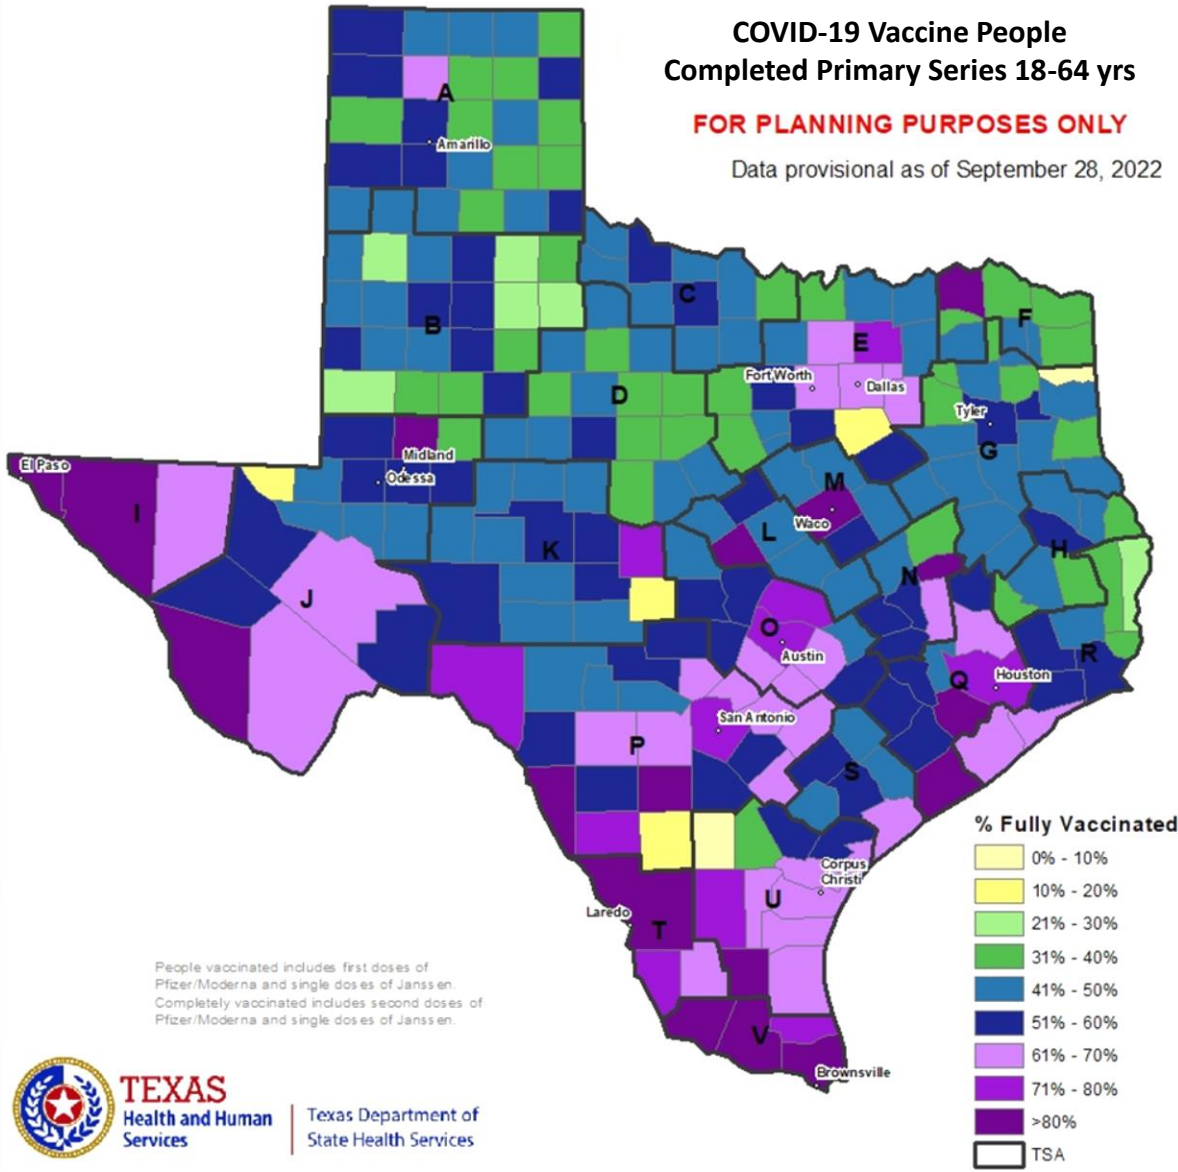 COVID-19 Vaccine People
Completed Primary Series 18-64 yrs
FOR PLANNING PURPOSES ONLY
Data provisional as of September 28, 2022
A
Amarillo
B
C
D
E
F
Fort Worth
Dallas
Tyler
G
Midland
Odessa
El Paso
I
M
Waco
L
K
H
N
J
O
Austin
R
Q
Houston
San Antonio
P
S
Corpus
Christi
U
Laredo
T
V
Brownsville
% Fully Vaccinated
0% - 10%
10% - 20%
21% - 30%
31% - 40%
41% - 50%
51% - 60%
61% - 70%
71% - 80%
>80%
TSA
People vaccinated includes first doses of
Pfizer/Moderna and single doses of Janssen.
Completely vaccinated includes second doses of
Pfizer/Moderna and single doses of Janssen.
TEXAS
Health and Human
Services
Texas Department of
State Health Services